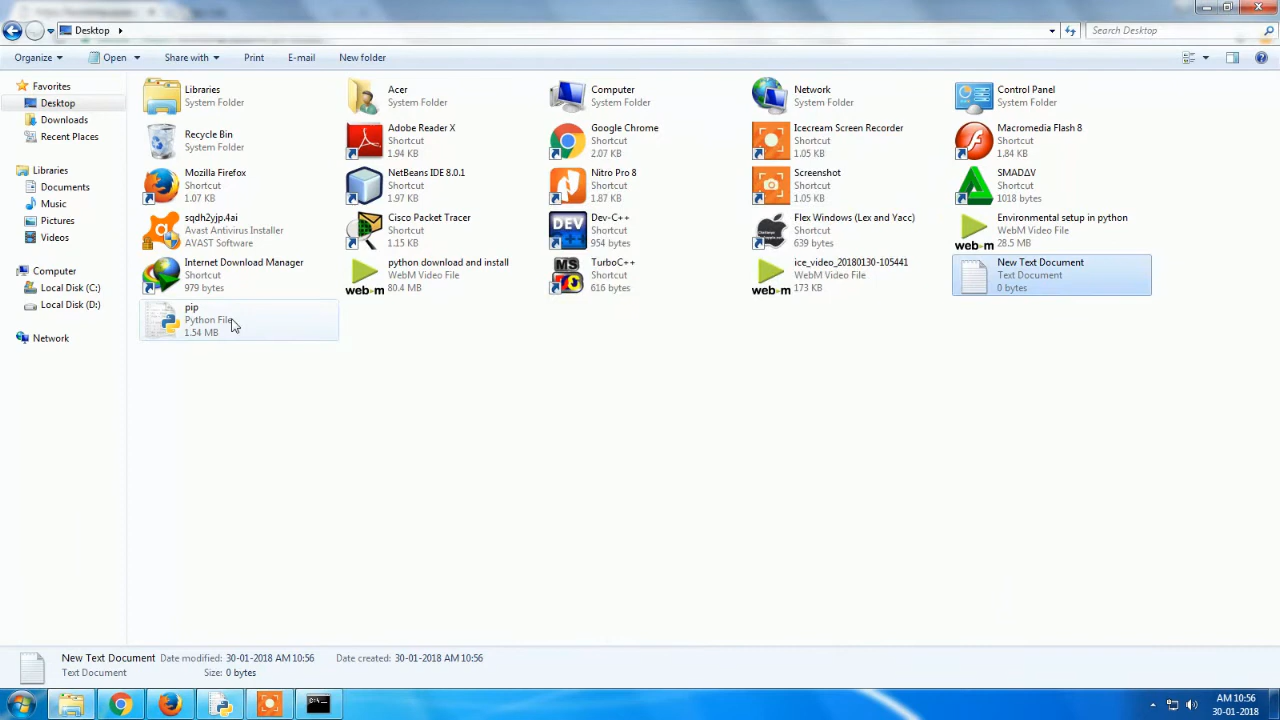 Desktop
Search Desktop
Organize
Open
Share with
Print
E-mail
New folder
Favorites
Desktop
Downloads
Recent Places
Libraries
Documents
Music
Pictures
Videos
Computer
Local Disk (C:)
Local Disk (D:)
Network
Libraries
System Folder
Acer
System Folder
Computer
System Folder
Network
System Folder
Control Panel
System Folder
Recycle Bin
System Folder
Adobe Reader X
Shortcut
1.94 KB
Google Chrome
Shortcut
2.07 KB
Icecream Screen Recorder
Shortcut
1.05 KB
Macromedia Flash 8
Shortcut
1.84 KB
Mozilla Firefox
Shortcut
1.07 KB
NetBeans IDE 8.0.1
Shortcut
1.97 KB
Nitro Pro 8
Shortcut
1.87 KB
Screenshot
Shortcut
1.05 KB
SMADΔV
Shortcut
1018 bytes
sqdh2yjp.4ai
Avast Antivirus Installer
AVAST Software
Cisco Packet Tracer
Shortcut
1.15 KB
DEV
C++
Dev-C++
Shortcut
954 bytes
Flex Windows (Lex and Yacc)
Shortcut
639 bytes
web-m
Environmental setup in python
WebM Video File
28.5 MB
Internet Download Manager
Shortcut
979 bytes
web-m
python download and install
WebM Video File
80.4 MB
MS
TurboC++
Shortcut
616 bytes
web-m
ice_video_20180130-105441
WebM Video File
173 KB
New Text Document
Text Document
0 bytes
pip
Python File
1.54 MB
New Text Document Date modified: 30-01-2018 AM 10:56 Date created: 30-01-2018 AM 10:56
Text Document Size: 0 bytes
AM 10:56
30-01-2018